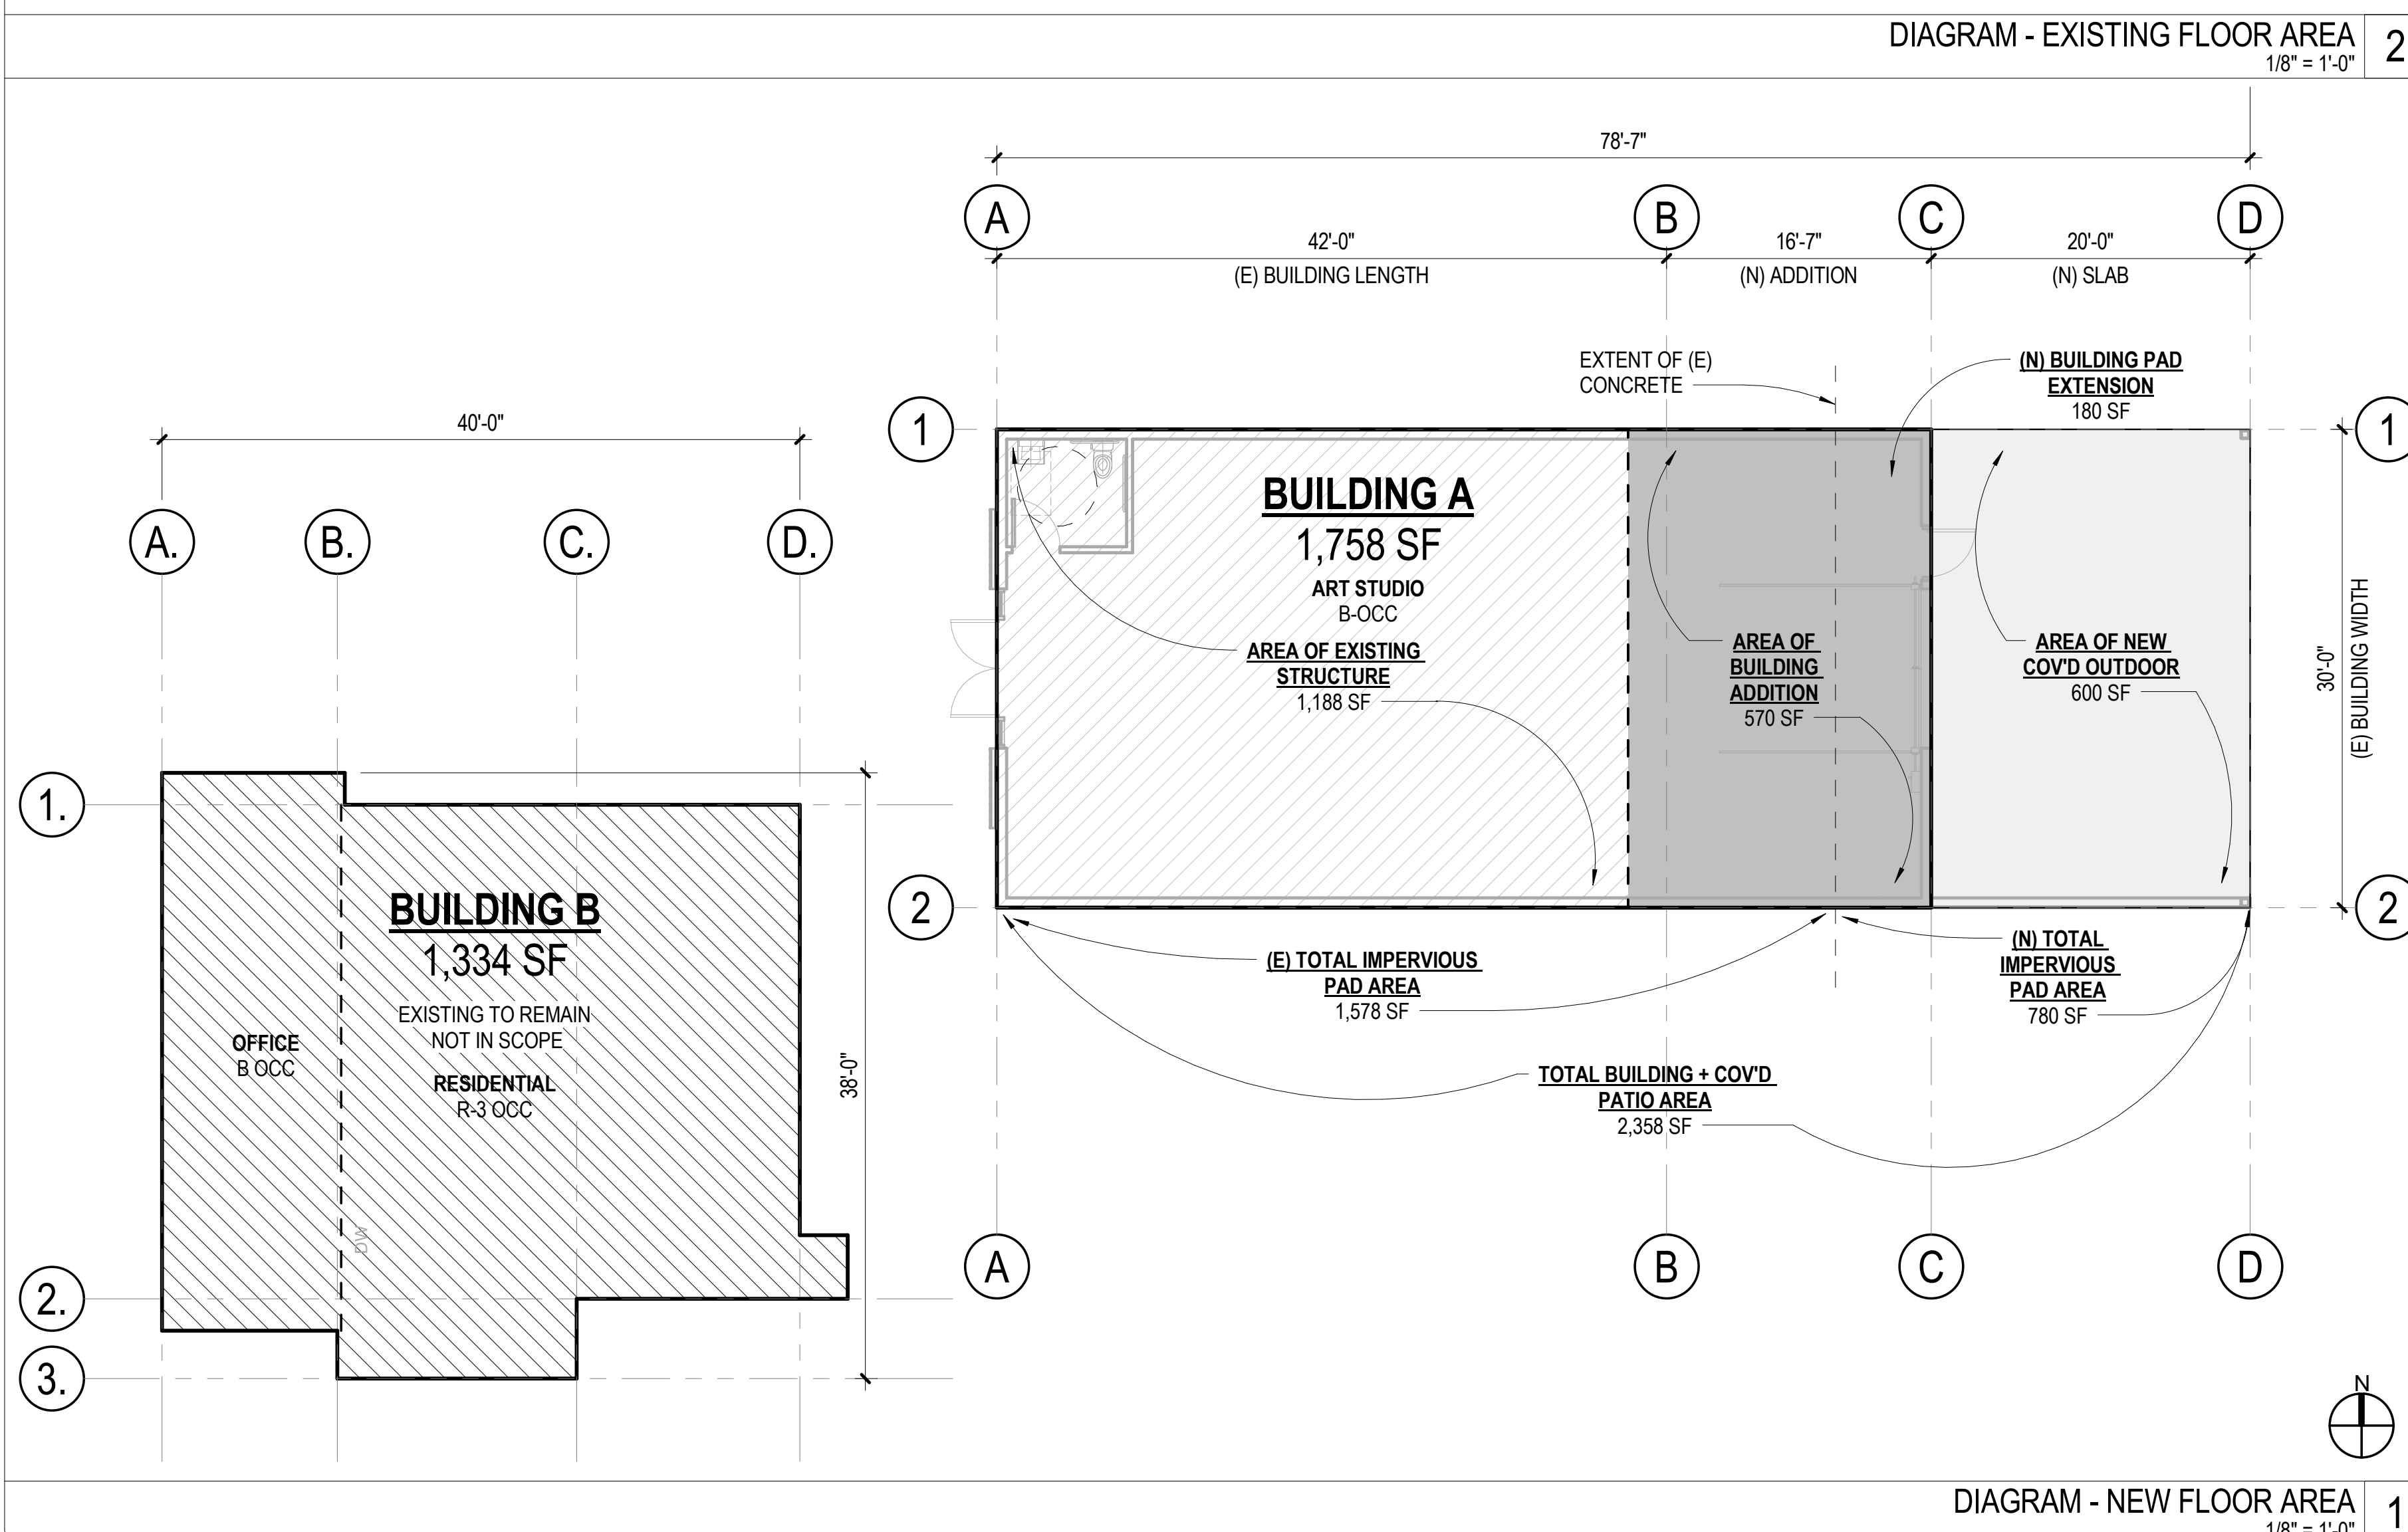 DIAGRAM - EXISTING FLOOR AREA
2
1/8" = 1'-0"
78'-7"
A
B
C
D
42'-0"
16'-7"
20'-0"
(E) BUILDING LENGTH
(N) ADDITION
(N) SLAB
EXTENT OF (E)
CONCRETE
(N) BUILDING PAD
EXTENSION
180 SF
1
1
BUILDING A
1,758 SF
ART STUDIO
B-OCC
AREA OF EXISTING
STRUCTURE
1,188 SF
AREA OF
BUILDING
ADDITION
570 SF
AREA OF NEW
COV'D OUTDOOR
600 SF
30'-0"
(E) BUILDING WIDTH
2
2
(E) TOTAL IMPERVIOUS
PAD AREA
1,578 SF
(N) TOTAL
IMPERVIOUS
PAD AREA
780 SF
TOTAL BUILDING + COV'D
PATIO AREA
2,358 SF
A
B
C
D
40'-0"
A.
B.
C.
D.
1.
BUILDING B
1,334 SF
EXISTING TO REMAIN
NOT IN SCOPE
OFFICE
B OCC
RESIDENTIAL
R-3 OCC
38'-0"
DW
2.
3.
N
DIAGRAM - NEW FLOOR AREA
1
1/8" = 1'-0"